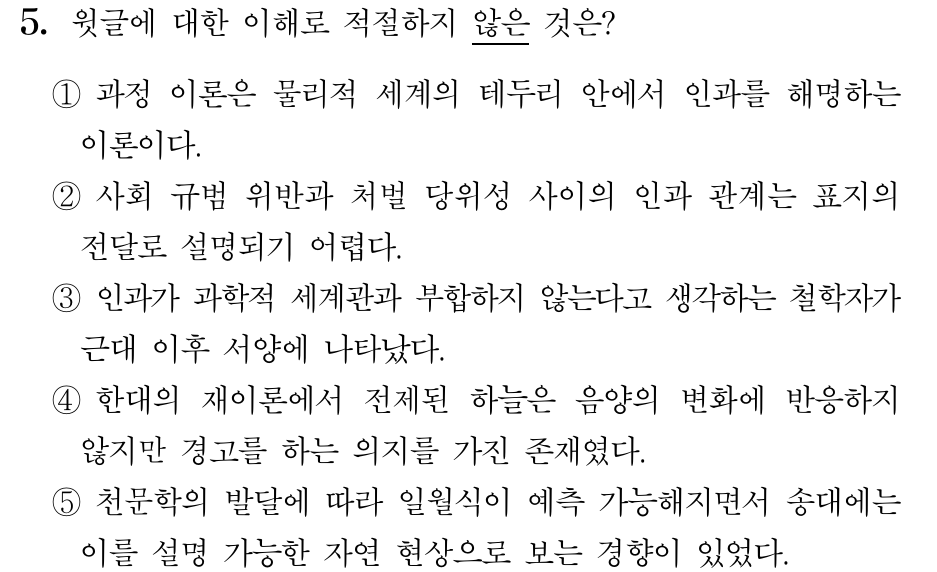 5. 윗글에 대한 이해로 적절하지 않은 것은?
① 과정 이론은 물리적 세계의 테두리 안에서 인과를 해명하는
이론이다.
② 사회 규범 위반과 처벌 당위성 사이의 인과 관계는 표지의
전달로 설명되기 어렵다.
③ 인과가 과학적 세계관과 부합하지 않는다고 생각하는 철학자가
근대 이후 서양에 나타났다.
④ 한대의 재이론에서 전제된 하늘은 음양의 변화에 반응하지
않지만 경고를 하는 의지를 가진 존재였다.
⑤ 천문학의 발달에 따라 일월식이 예측 가능해지면서 송대에는
이를 설명 가능한 자연 현상으로 보는 경향이 있었다.